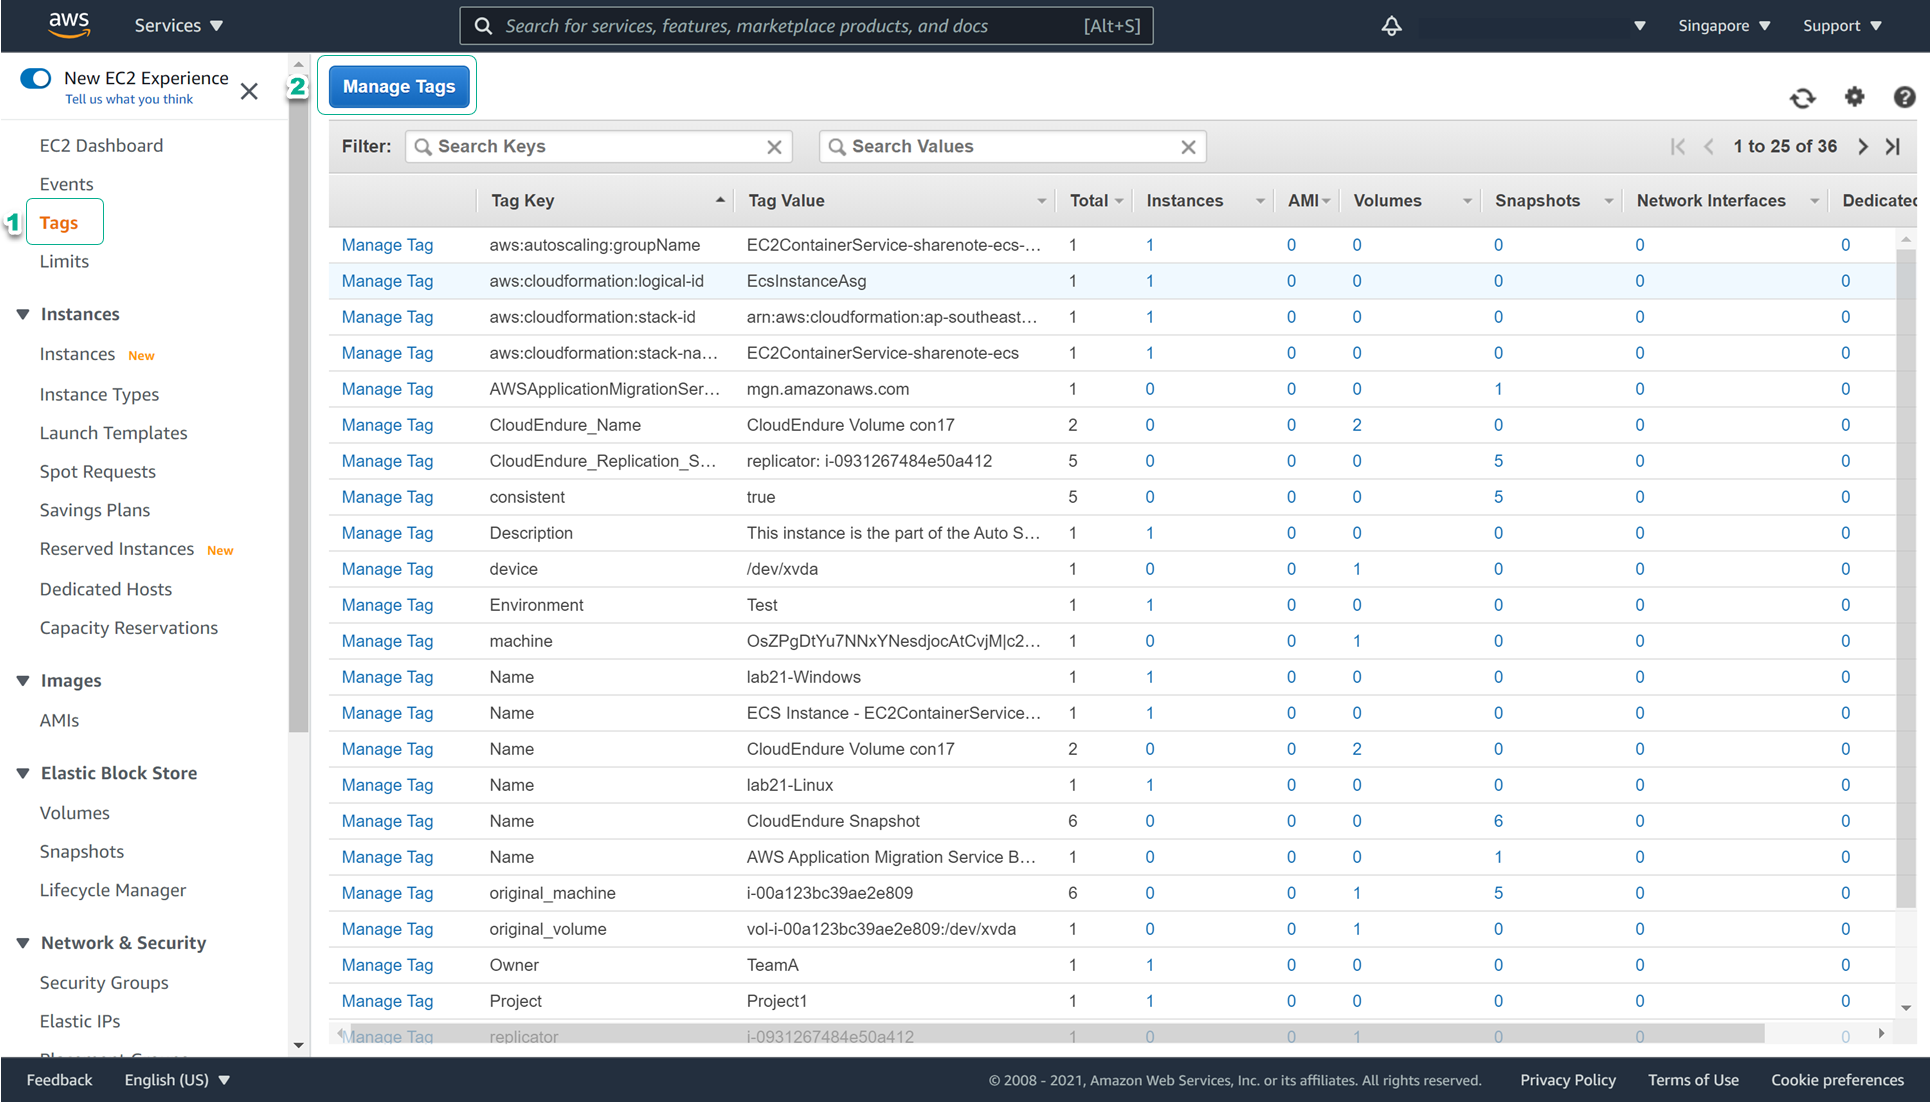 aws
Services
Search for services, features, marketplace products, and docs [Alt+S]
Singapore
Support
New EC2 Experience
Tell us what you think
EC2 Dashboard
Events
1 Tags
Limits
Instances
Instances New
Instance Types
Launch Templates
Spot Requests
Savings Plans
Reserved Instances New
Dedicated Hosts
Capacity Reservations
Images
AMIs
Elastic Block Store
Volumes
Snapshots
Lifecycle Manager
Network & Security
Security Groups
Elastic IPs
2 Manage Tags
Filter: Search Keys Search Values 1 to 25 of 36
Tag Key Tag Value Total Instances AMI Volumes Snapshots Network Interfaces Dedicated
Manage Tag aws:autoscaling:groupName EC2ContainerService-sharenote-ecs-... 1 1 0 0 0 0 0
Manage Tag aws:cloudformation:logical-id EcsInstanceAsg 1 1 0 0 0 0 0
Manage Tag aws:cloudformation:stack-id arn:aws:cloudformation:ap-southeast... 1 1 0 0 0 0 0
Manage Tag aws:cloudformation:stack-na... EC2ContainerService-sharenote-ecs 1 1 0 0 0 0 0
Manage Tag AWSApplicationMigrationSer... mgn.amazonaws.com 1 0 0 0 1 0 0
Manage Tag CloudEndure_Name CloudEndure Volume con17 2 0 0 2 0 0 0
Manage Tag CloudEndure_Replication_S... replicator: i-0931267484e50a412 5 0 0 0 5 0 0
Manage Tag consistent true 5 0 0 0 5 0 0
Manage Tag Description This instance is the part of the Auto S... 1 1 0 0 0 0 0
Manage Tag device /dev/xvda 1 0 0 1 0 0 0
Manage Tag Environment Test 1 1 0 0 0 0 0
Manage Tag machine OsZPgDtYu7NNxYNesdjocAtCvjM|c2... 1 0 0 1 0 0 0
Manage Tag Name lab21-Windows 1 1 0 0 0 0 0
Manage Tag Name ECS Instance - EC2ContainerService... 1 1 0 0 0 0 0
Manage Tag Name CloudEndure Volume con17 2 0 0 2 0 0 0
Manage Tag Name lab21-Linux 1 1 0 0 0 0 0
Manage Tag Name CloudEndure Snapshot 6 0 0 0 6 0 0
Manage Tag Name AWS Application Migration Service B... 1 0 0 0 1 0 0
Manage Tag original_machine i-00a123bc39ae2e809 6 0 0 1 5 0 0
Manage Tag original_volume vol-i-00a123bc39ae2e809:/dev/xvda 1 0 0 1 0 0 0
Manage Tag Owner TeamA 1 1 0 0 0 0 0
Manage Tag Project Project1 1 1 0 0 0 0 0
Manage Tag replicator i-0931267484e50a412 1 0 0 1 0 0 0
Feedback English (US) © 2008 - 2021, Amazon Web Services, Inc. or its affiliates. All rights reserved. Privacy Policy Terms of Use Cookie preferences